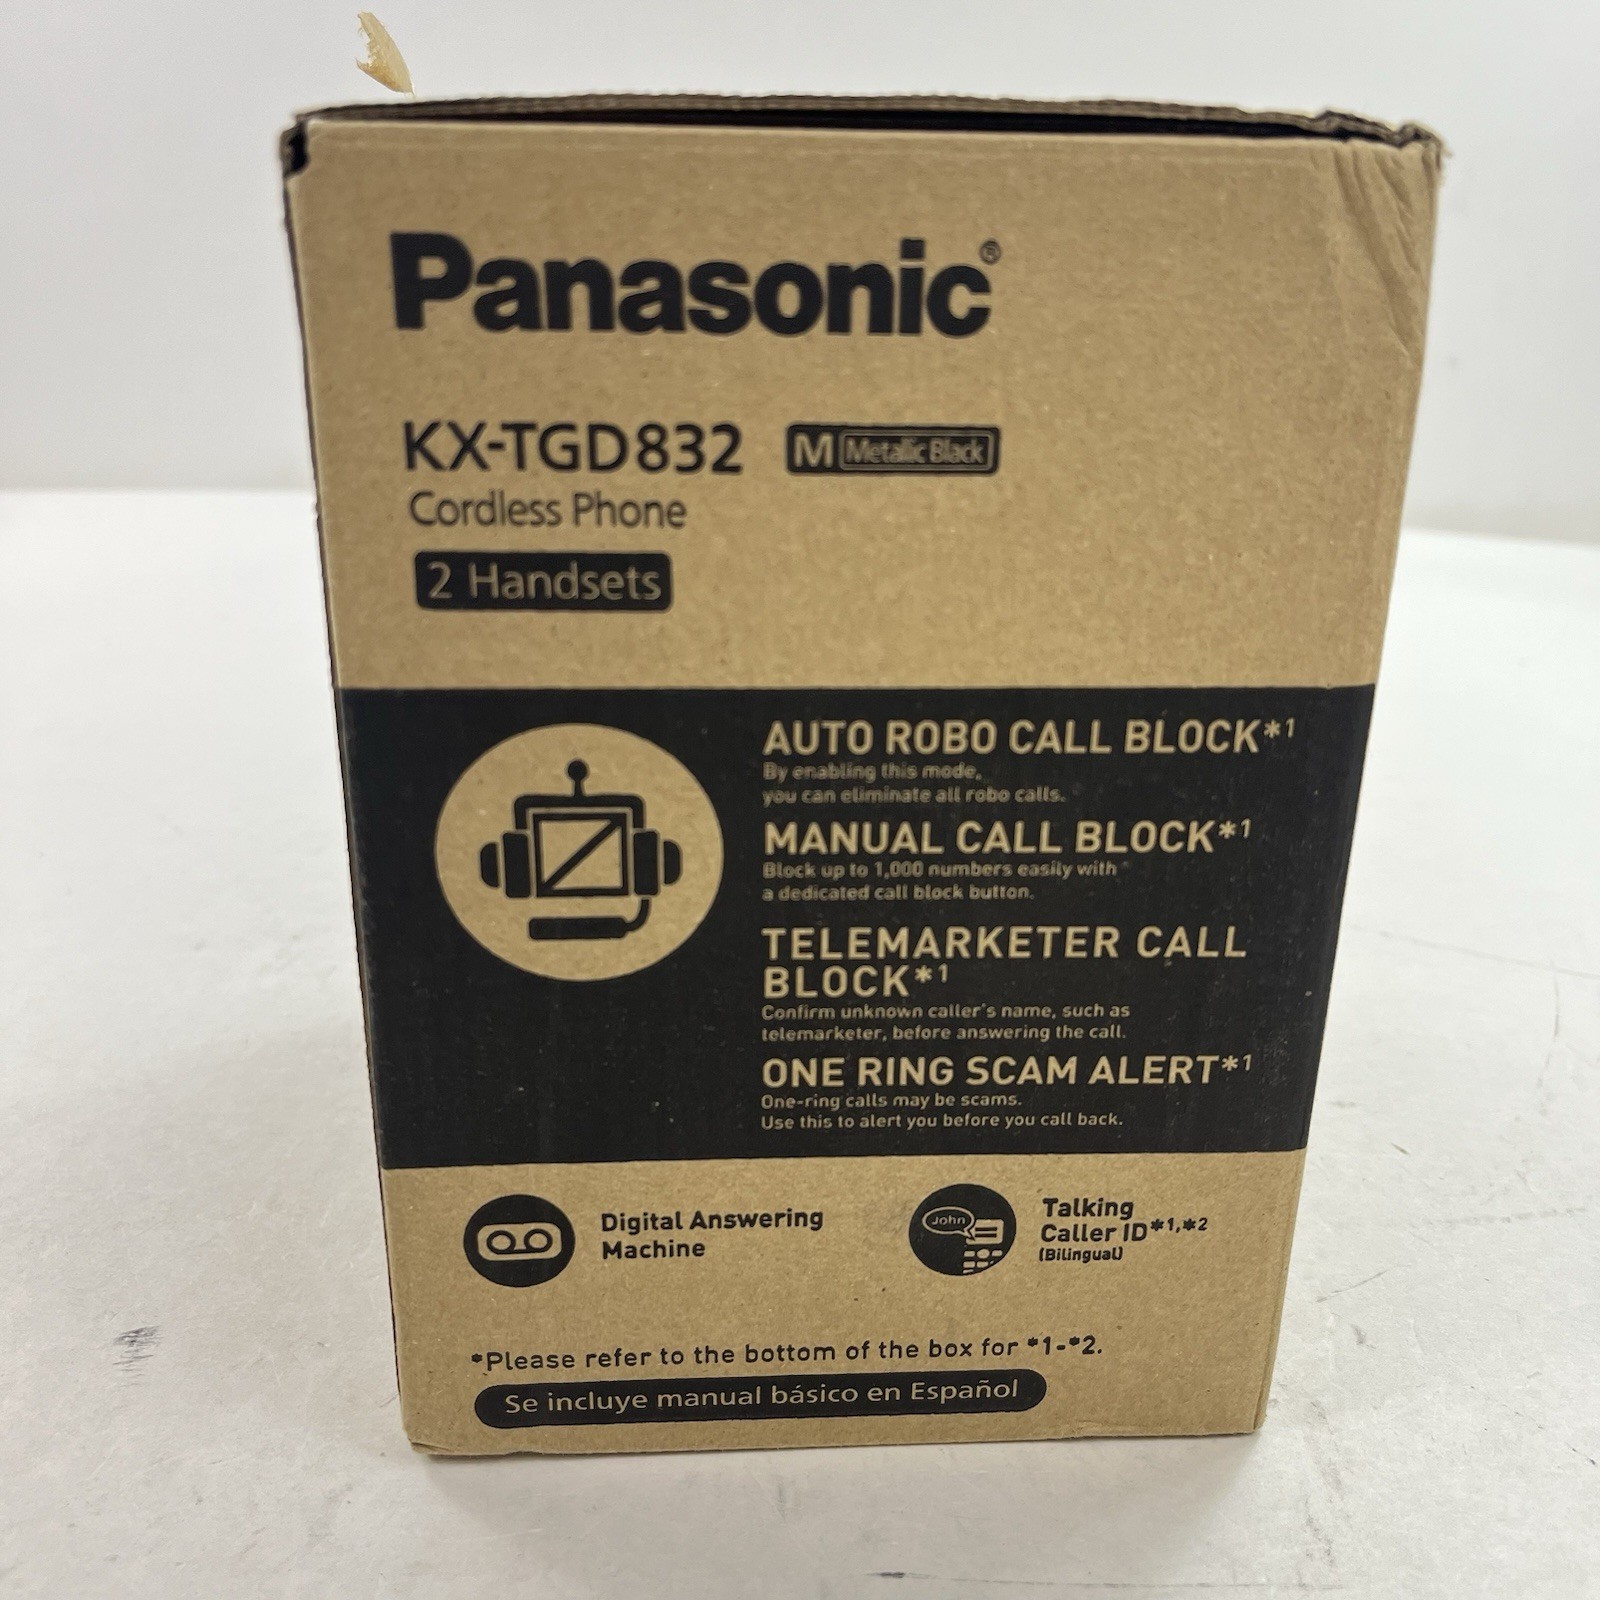 Panasonic®
KX-TGD832 M Metallic Black
Cordless Phone
2 Handsets
AUTO ROBO CALL BLOCK*1
By enabling this mode,
you can eliminate all robo calls.
MANUAL CALL BLOCK*1
Block up to 1,000 numbers easily with
a dedicated call block button.
TELEMARKETER CALL
BLOCK*1
Confirm unknown caller's name, such as
telemarketer, before answering the call.
ONE RING SCAM ALERT*1
One-ring calls may be scams.
Use this to alert you before you call back.
Digital Answering
Machine
John
Talking
Caller ID*1,*2
(Bilingual)
*Please refer to the bottom of the box for *1-*2.
Se incluye manual básico en Español